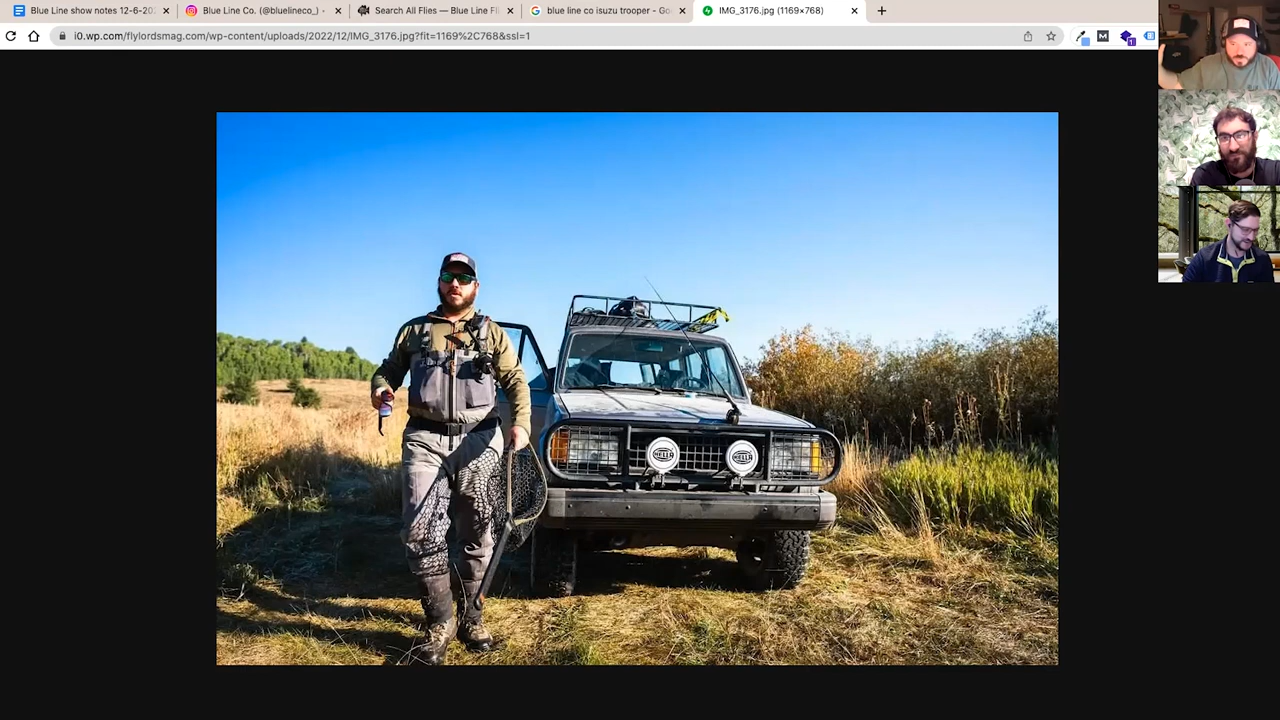 Blue Line show notes 12-6-202
Blue Line Co. (@bluelineco_) •
Search All Flies — Blue Line Fl
blue line co isuzu trooper - Goo
IMG_3176.jpg (1169×768)
i0.wp.com/flylordsmag.com/wp-content/uploads/2022/12/IMG_3176.jpg?fit=1169%2C768&ssl=1
HELLA
HELLA